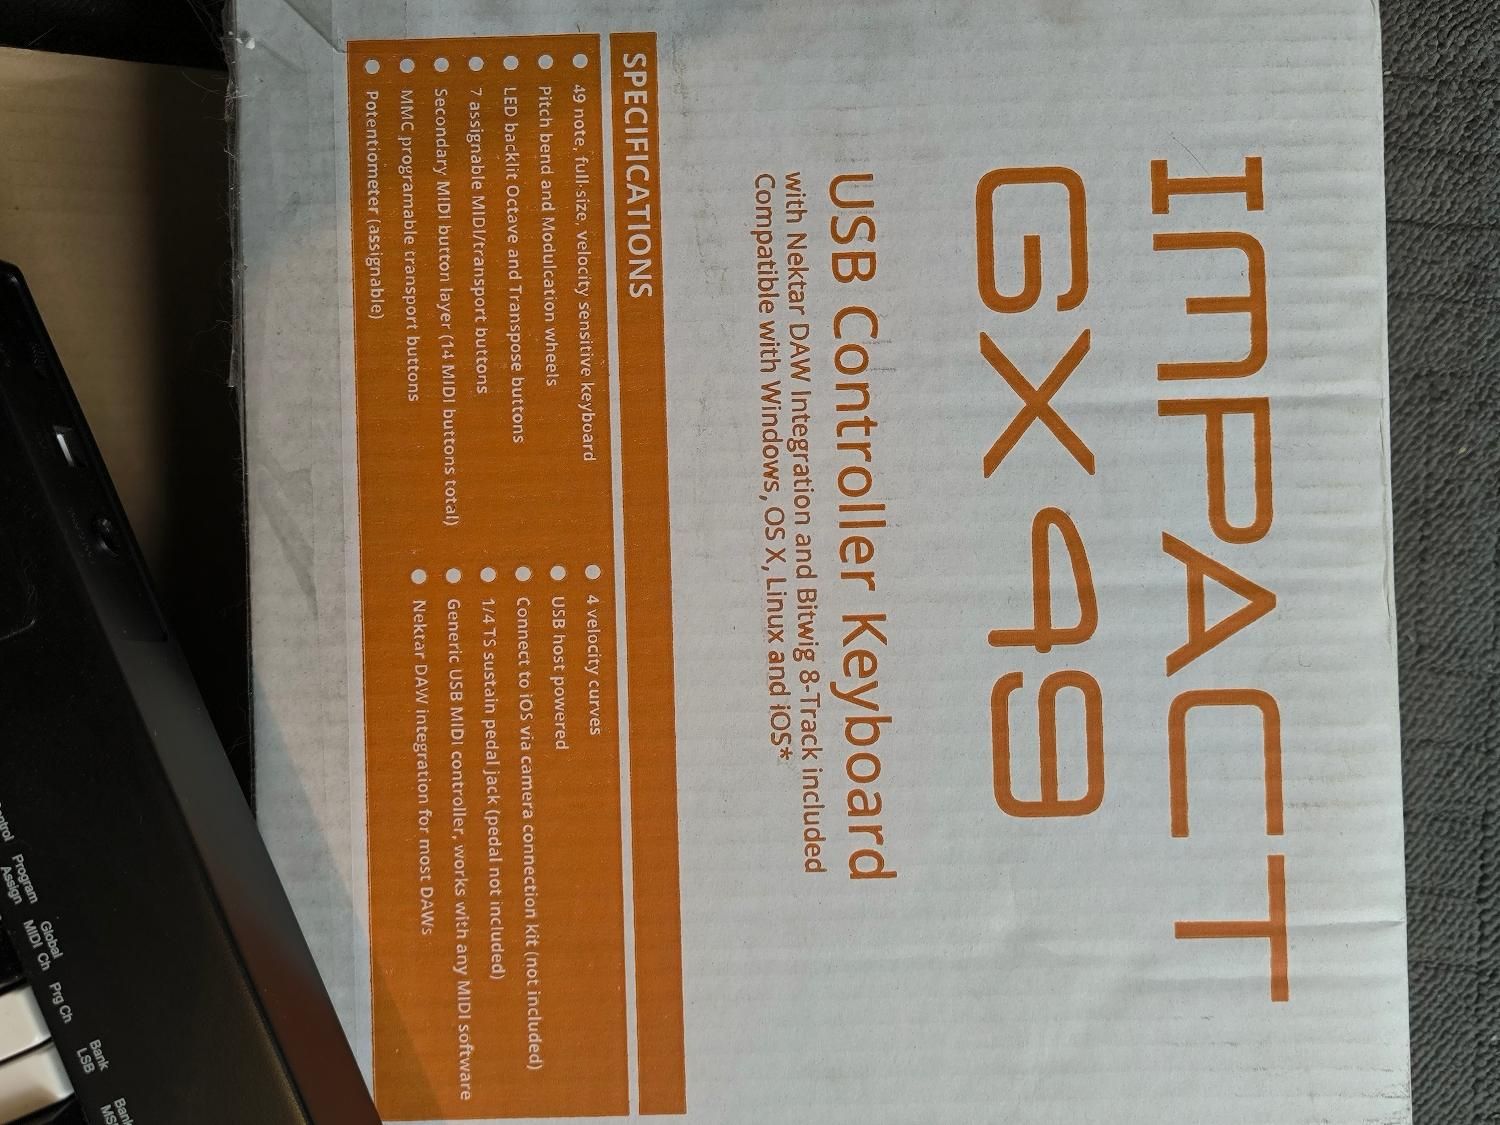 IMPACT
GX49
USB Controller Keyboard
with Nektar DAW Integration and Bitwig 8-Track included
Compatible with Windows, OS X, Linux and iOS*
SPECIFICATIONS
49 note, full-size, velocity sensitive keyboard
Pitch bend and Modulcation wheels
LED backlit Octave and Transpose buttons
7 assignable MIDI/transport buttons
Secondary MIDI button layer (14 MIDI buttons total)
MMC programable transport buttons
Potentiometer (assignable)
4 velocity curves
USB host powered
Connect to iOS via camera connection kit (not included)
1/4 TS sustain pedal jack (pedal not included)
Generic USB MIDI controller, works with any MIDI software
Nektar DAW integration for most DAWs
Program
Assign
Global
MIDI Ch
Prg Ch
Bank
LSB
Bank